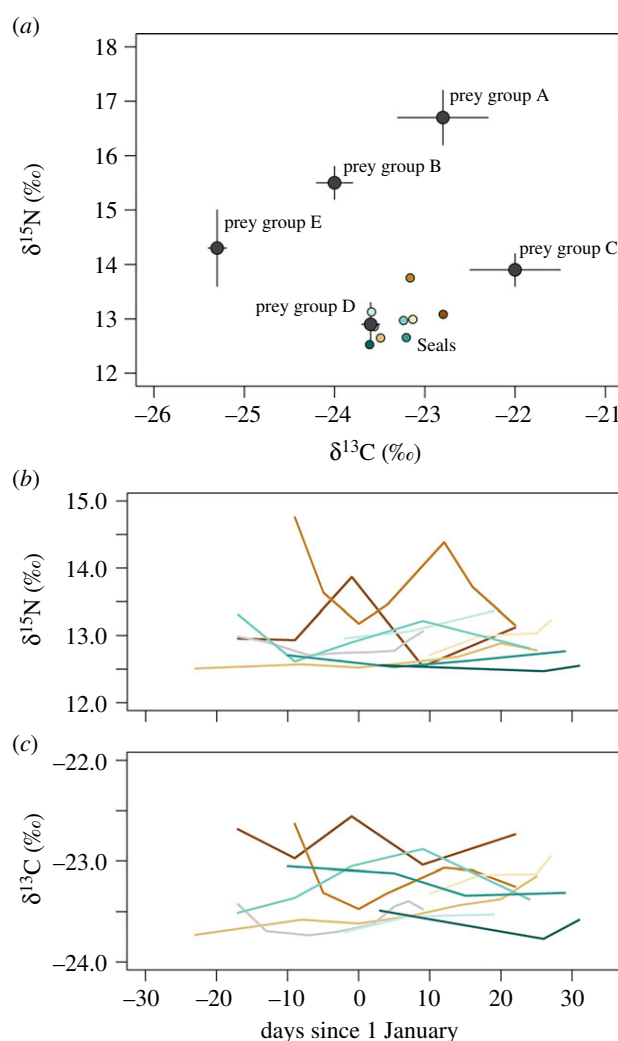 (a)
18
17
16
15
14
13
12
δ¹⁵N (‰)
prey group A
prey group B
prey group E
prey group C
prey group D
Seals
−26 −25 −24 −23 −22 −21
δ¹³C (‰)
(b)
15.0
14.0
13.0
12.0
δ¹⁵N (‰)
(c)
−22.0
−23.0
−24.0
δ¹³C (‰)
−30 −20 −10 0 10 20 30
days since 1 January